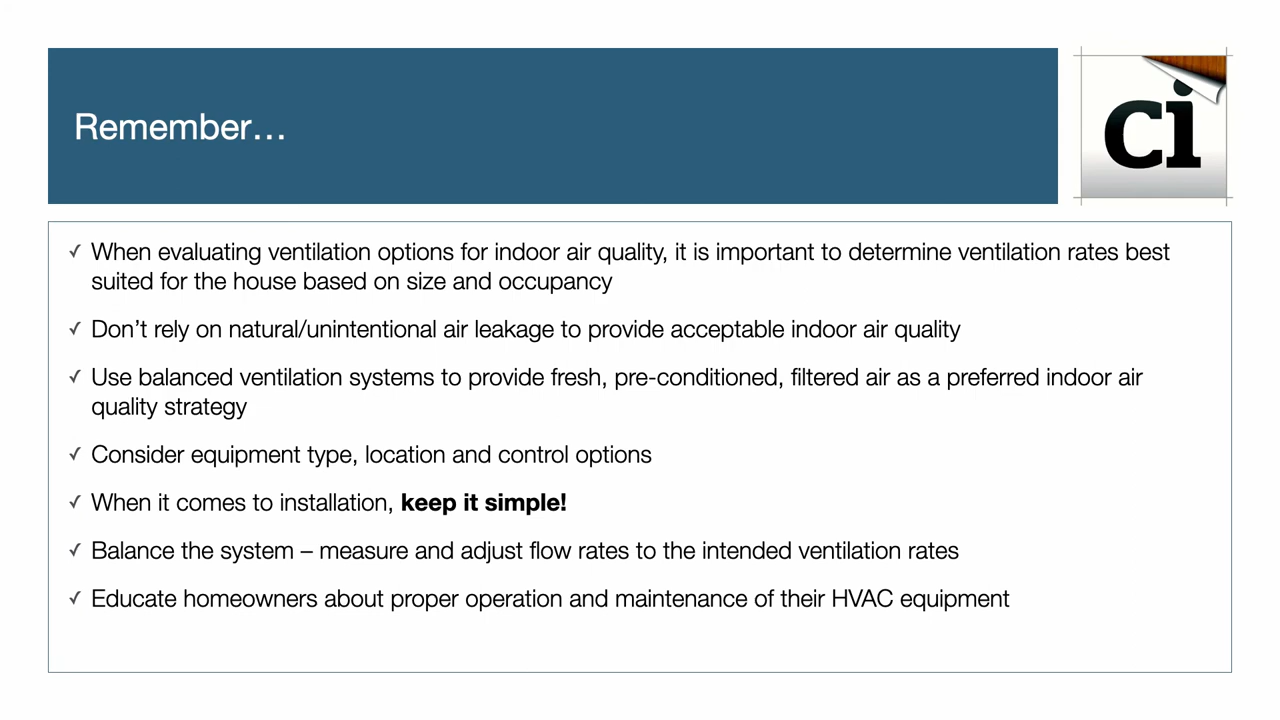 Remember…
ci
✓ When evaluating ventilation options for indoor air quality, it is important to determine ventilation rates best
suited for the house based on size and occupancy
✓ Don’t rely on natural/unintentional air leakage to provide acceptable indoor air quality
✓ Use balanced ventilation systems to provide fresh, pre-conditioned, filtered air as a preferred indoor air
quality strategy
✓ Consider equipment type, location and control options
✓ When it comes to installation, keep it simple!
✓ Balance the system – measure and adjust flow rates to the intended ventilation rates
✓ Educate homeowners about proper operation and maintenance of their HVAC equipment